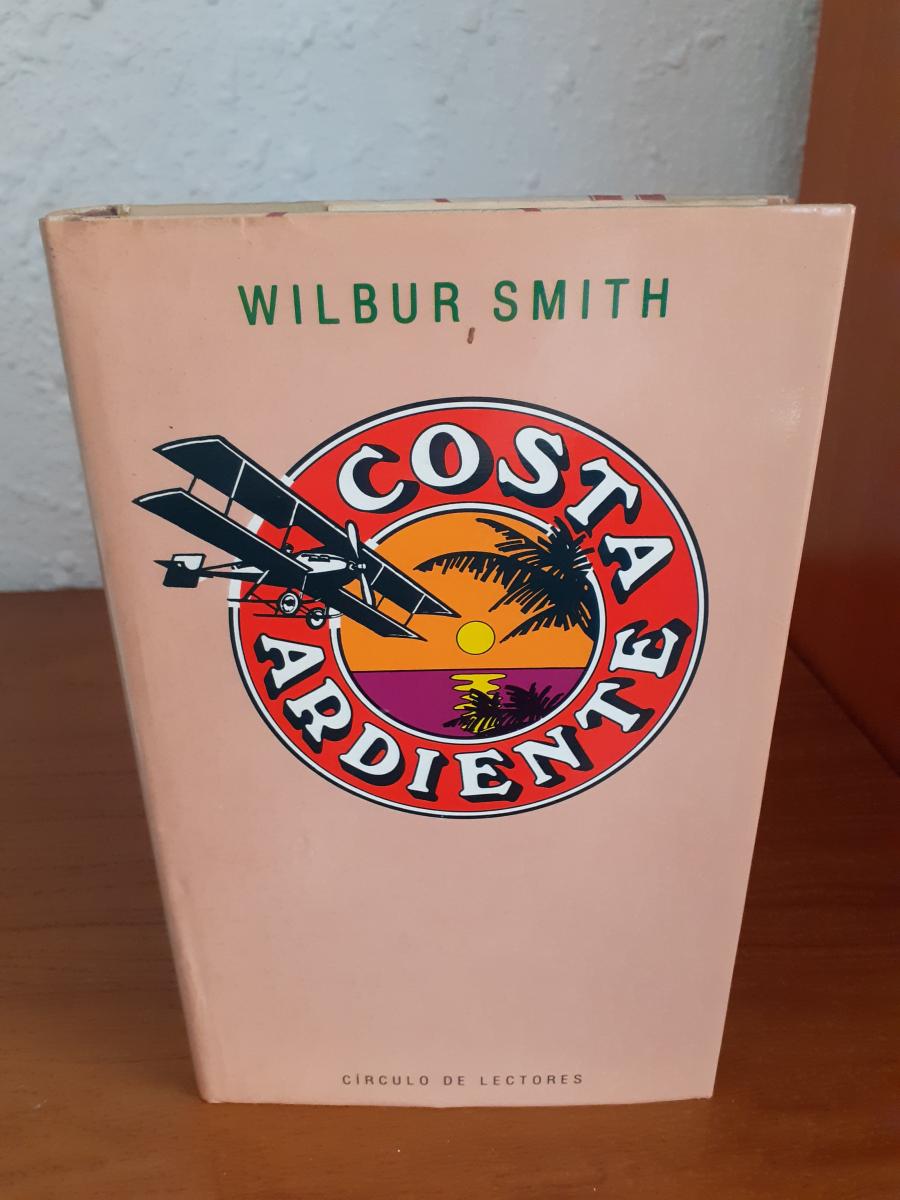 WILBUR SMITH
COSTA
ARDIENTE
CÍRCULO DE LECTORES